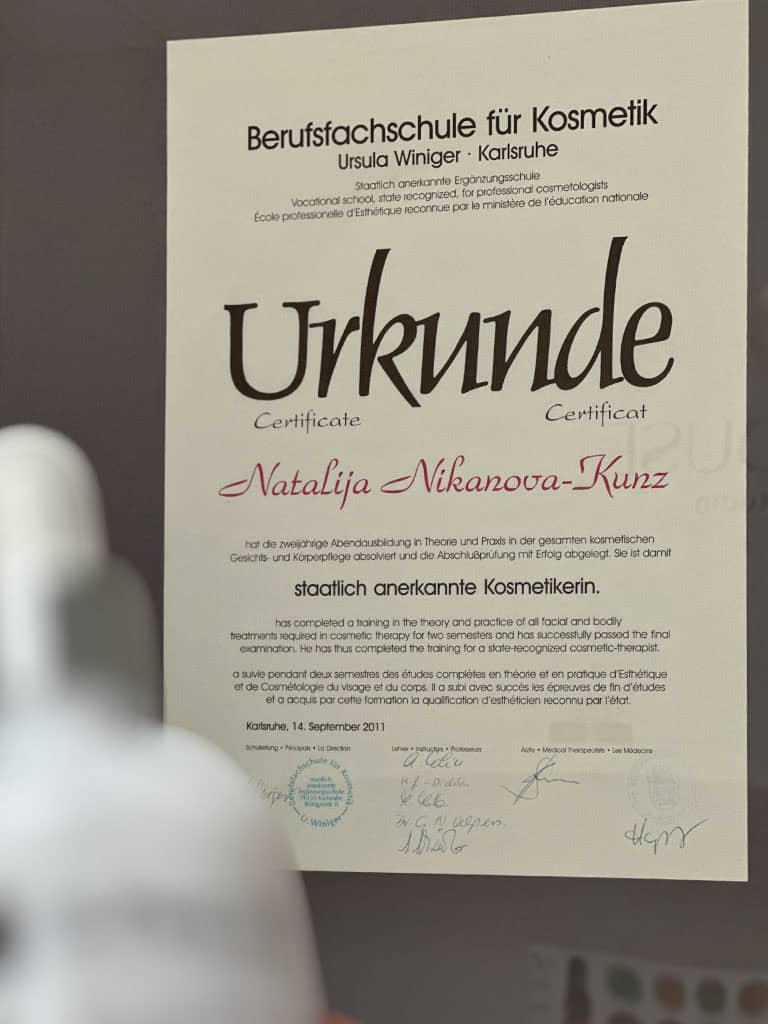 Berufsfachschule für Kosmetik
Ursula Winiger · Karlsruhe
Staatlich anerkannte Ergänzungsschule
Vocational school, state recognized, for professional cosmetologists
École professionelle d'Esthétique reconnue par le ministère de l'éducation nationale
Urkunde
Certificate Certificat
Natalija Nikanova-Kunz
hat die zweijährige Abendausbildung in Theorie und Praxis in der gesamten kosmetischen
Gesichts- und Körperpflege absolviert und die Abschlußprüfung mit Erfolg abgelegt. Sie ist damit
staatlich anerkannte Kosmetikerin.
has completed a training in the theory and practice of all facial and bodily
treatments required in cosmetic therapy for two semesters and has successfully passed the final
examination. He has thus completed the training for a state-recognized cosmetic-therapist.
a suivie pendant deux semestres des études complètes en théorie et en pratique d'Esthétique
et de Cosmétologie du visage et du corps. Il a subi avec succès les épreuves de fin d'études
et a acquis par cette formation la qualification d'esthéticien reconnu par l'état.
Karlsruhe, 14. September 2011
Schulleitung • Principals • La Direction
Lehrer • Instructors • Professeurs
Ärzte • Medical Therapeutists • Les Médecins
Berufsfachschule für Kosmetik
staatlich
anerkannte
Ergänzungsschule
U. Winiger